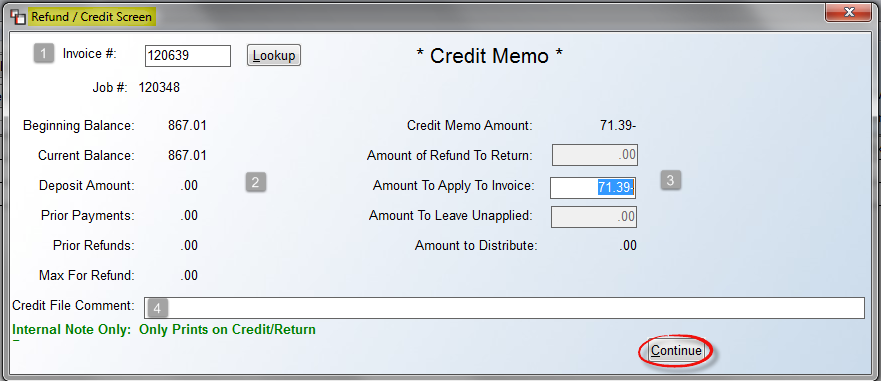 Refund / Credit Screen
1 Invoice #: 120639 Lookup * Credit Memo *
Job #: 120348
Beginning Balance: 867.01 Credit Memo Amount: 71.39-
Current Balance: 867.01 Amount of Refund To Return: .00
Deposit Amount: .00 2 Amount To Apply To Invoice: 71.39- 3
Prior Payments: .00 Amount To Leave Unapplied: .00
Prior Refunds: .00 Amount to Distribute: .00
Max For Refund: .00
Credit File Comment: 4
Internal Note Only: Only Prints on Credit/Return
Continue